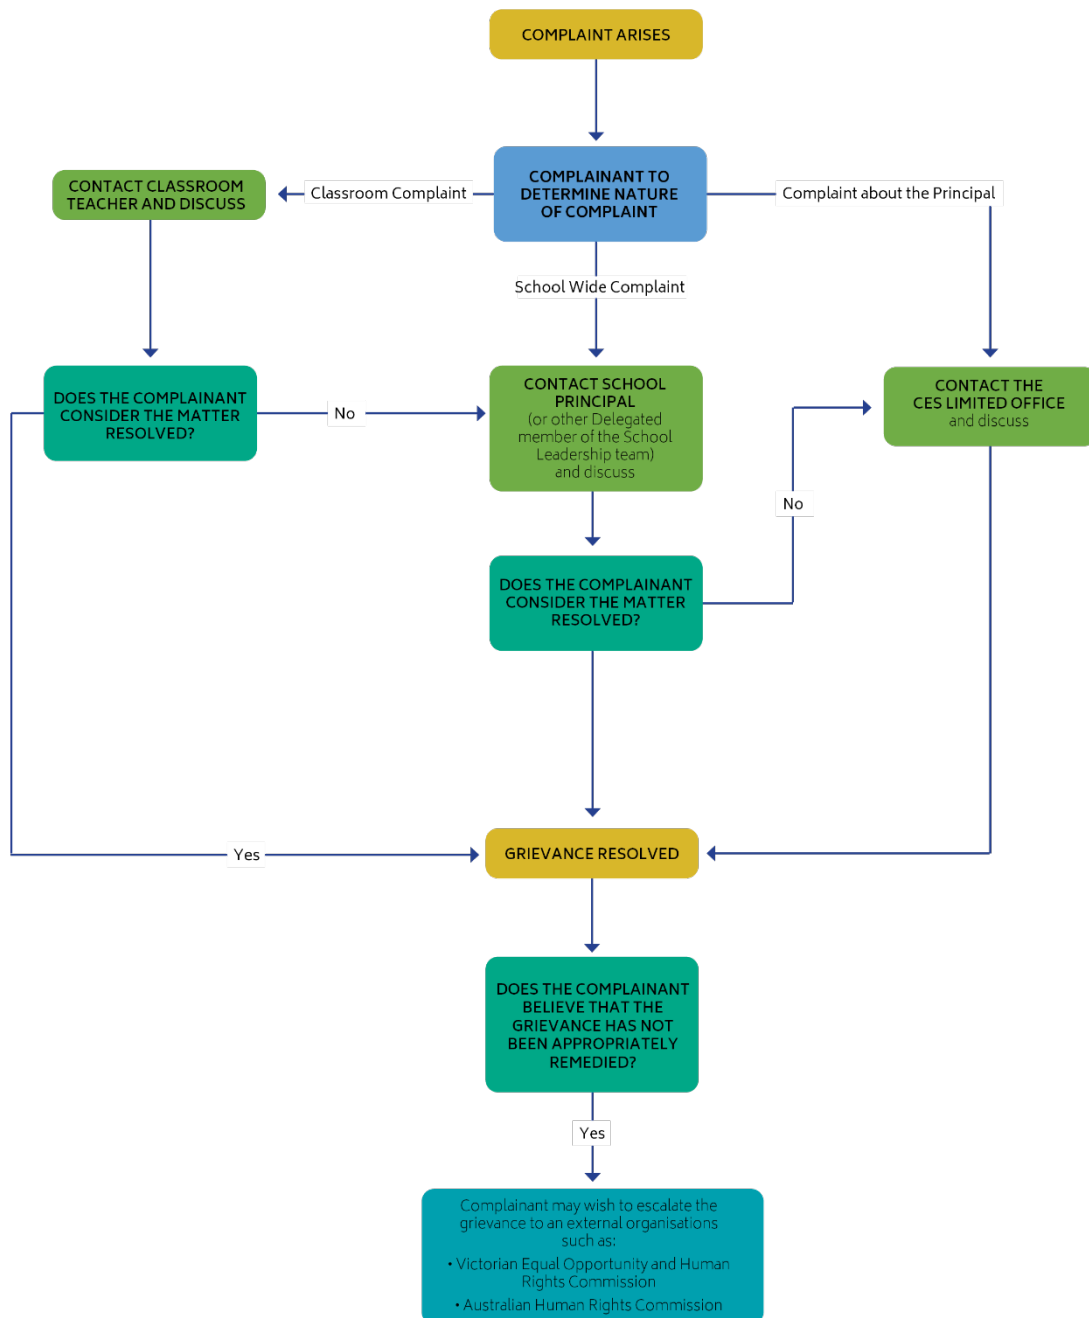 COMPLAINT ARISES
COMPLAINANT TO
DETERMINE NATURE
OF COMPLAINT
CONTACT CLASSROOM
TEACHER AND DISCUSS
Classroom Complaint
Complaint about the Principal
School Wide Complaint
DOES THE COMPLAINANT
CONSIDER THE MATTER
RESOLVED?
No
CONTACT SCHOOL
PRINCIPAL
(or other Delegated
member of the School
Leadership team)
and discuss
CONTACT THE
CES LIMITED OFFICE
and discuss
No
DOES THE COMPLAINANT
CONSIDER THE MATTER
RESOLVED?
Yes
GRIEVANCE RESOLVED
DOES THE COMPLAINANT
BELIEVE THAT THE
GRIEVANCE HAS NOT
BEEN APPROPRIATELY
REMEDIED?
Yes
Complainant may wish to escalate the
grievance to an external organisations
such as:
• Victorian Equal Opportunity and Human
Rights Commission
• Australian Human Rights Commission